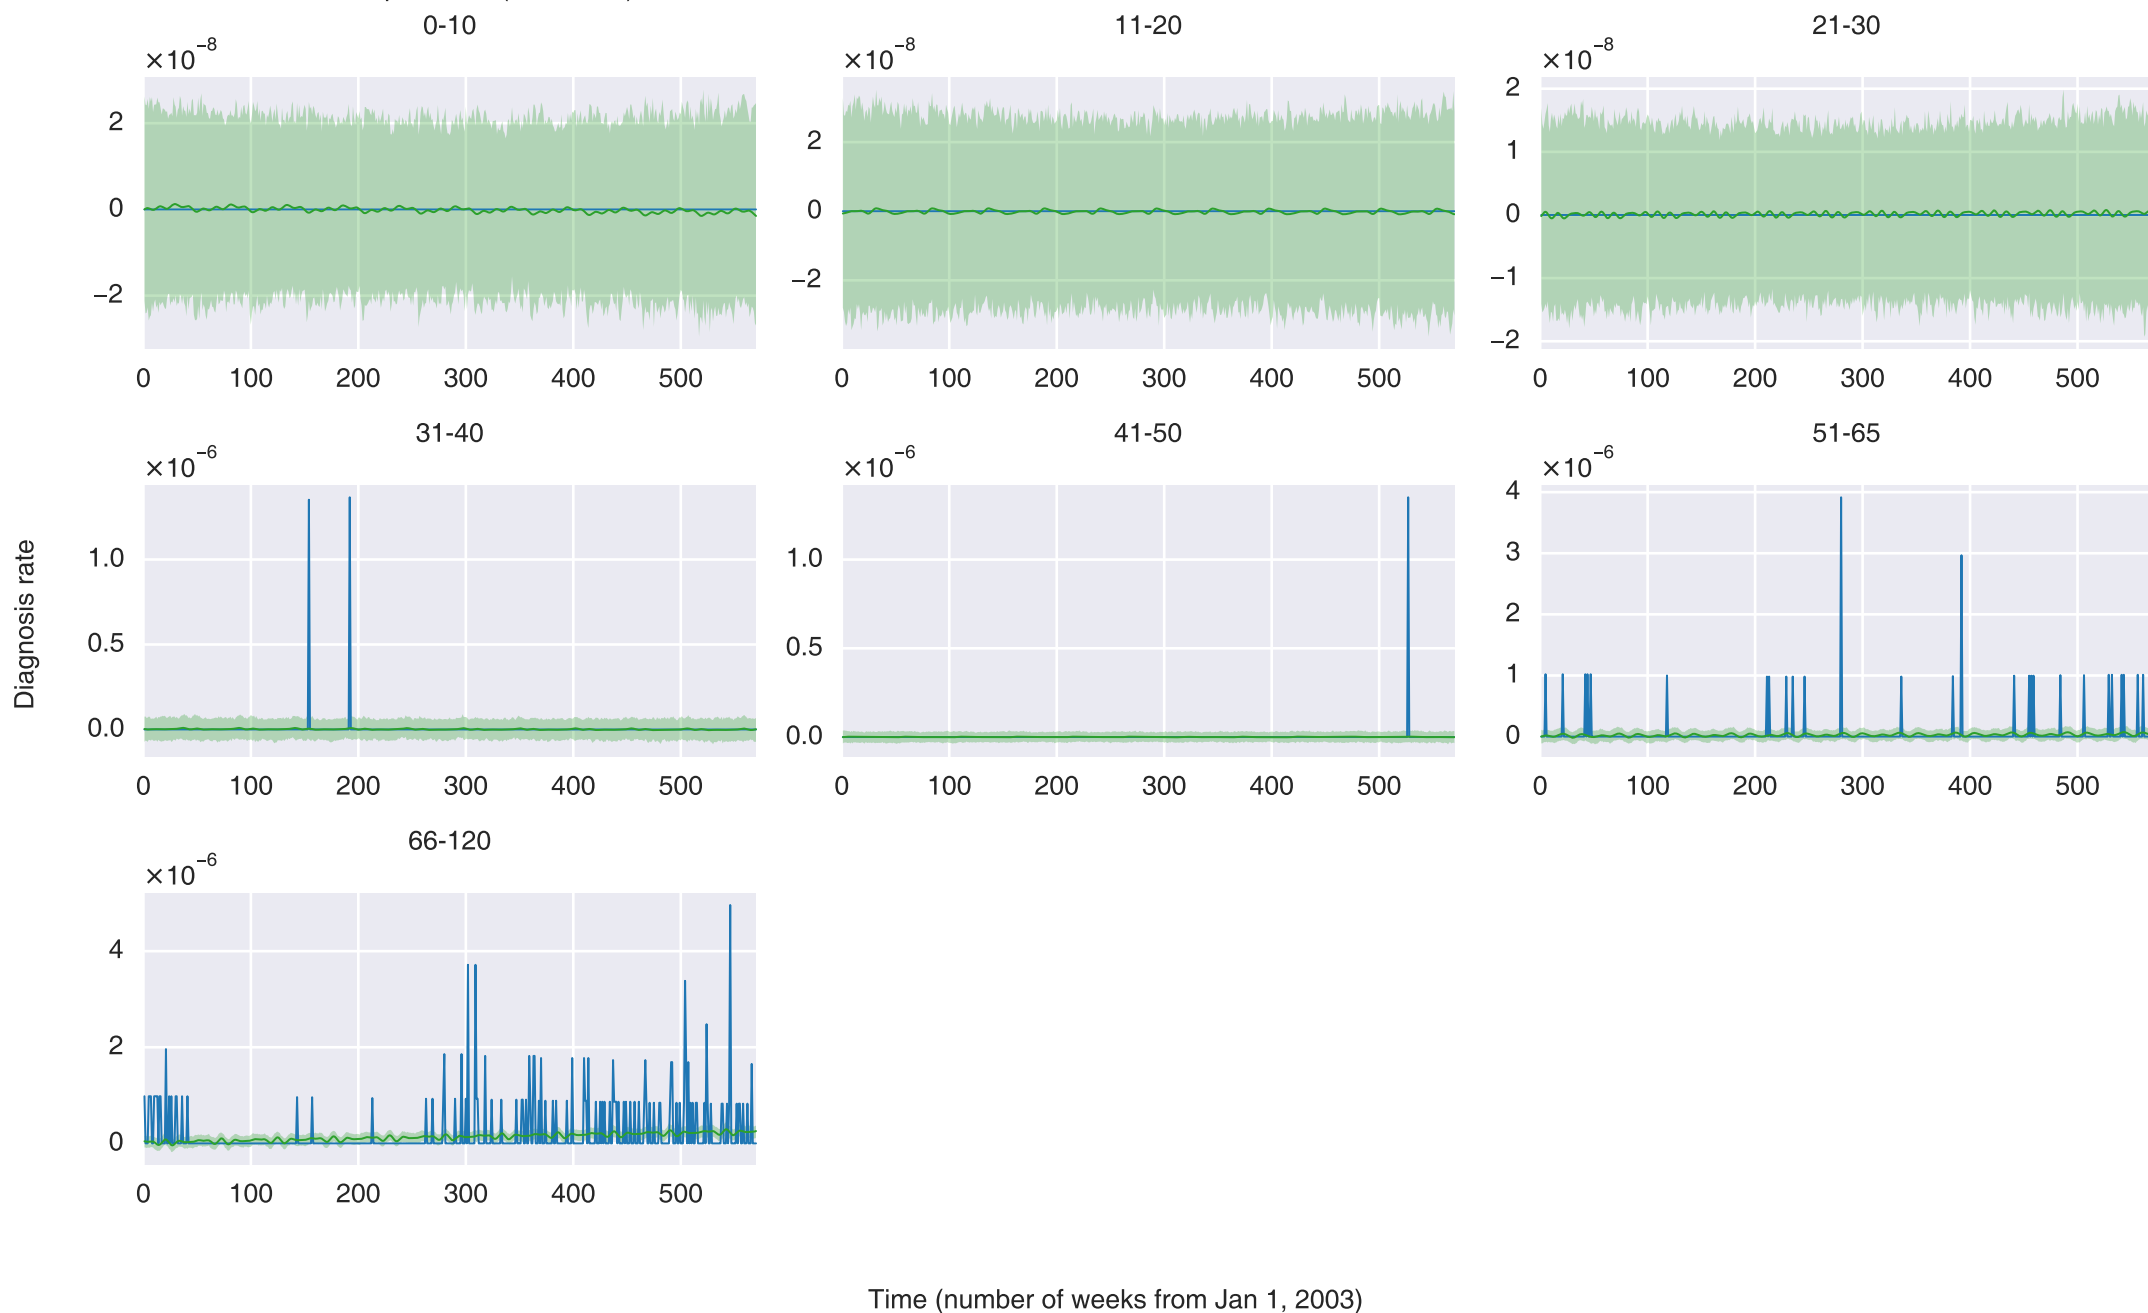 0-10 11-20 21-30
×10⁻⁸ ×10⁻⁸ ×10⁻⁸
2 2 2
0 0 1
−2 −2 0
−1
−2
0 100 200 300 400 500 0 100 200 300 400 500 0 100 200 300 400 500
31-40 41-50 51-65
×10⁻⁶ ×10⁻⁶ ×10⁻⁶
1.0 1.0 4
0.5 0.5 3
0.0 0.0 2
1
0
0 100 200 300 400 500 0 100 200 300 400 500 0 100 200 300 400 500
Diagnosis rate
66-120
×10⁻⁶
4
2
0
0 100 200 300 400 500
Time (number of weeks from Jan 1, 2003)